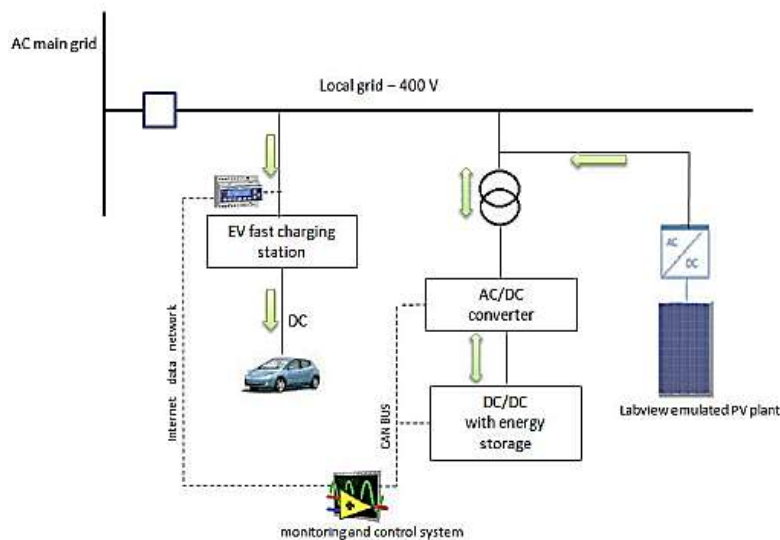 AC main grid
Local grid – 400 V
EV fast charging
station
DC
Internet data network
AC/DC
converter
CAN BUS
DC/DC
with energy
storage
AC
DC
Labview emulated PV plant
monitoring and control system